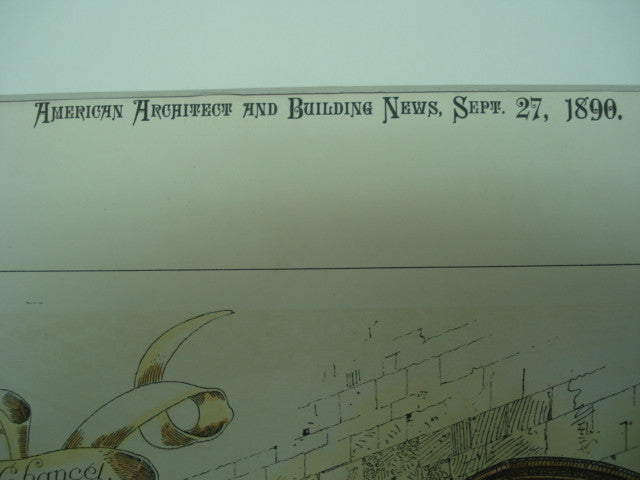 American Architect and Building News, Sept. 27, 1890.
Chancel,